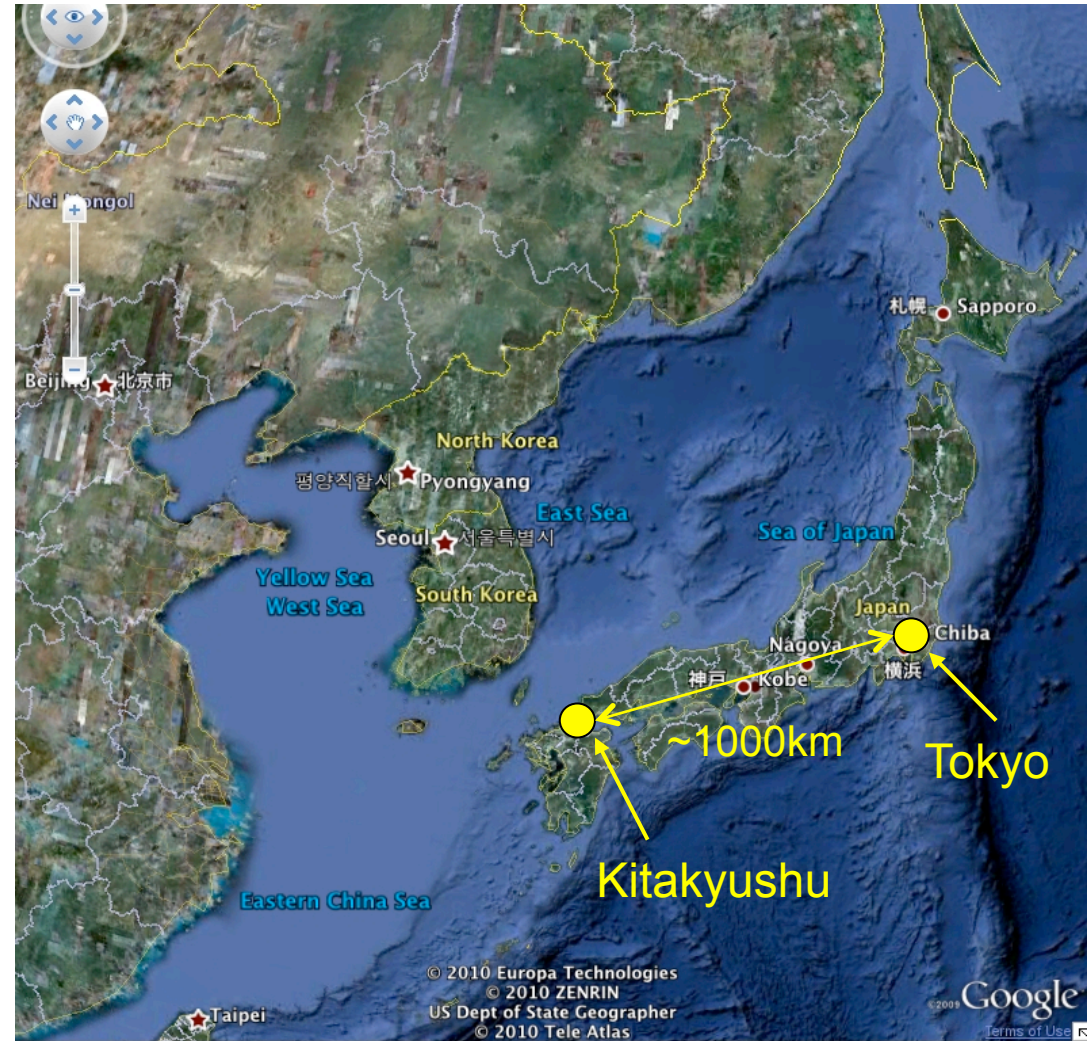 Nei Mongol
札幌 Sapporo
Beijing 北京市
North Korea
평양직할시 Pyongyang
East Sea
Sea of Japan
Seoul 서울특별시
Yellow Sea
West Sea
South Korea
Japan
Chiba
Nagoya
横浜
神戸 Kobe
~1000km
Tokyo
Kitakyushu
Eastern China Sea
© 2010 Europa Technologies
© 2010 ZENRIN
US Dept of State Geographer
© 2010 Tele Atlas
©2009 Google
Taipei
Terms of Use